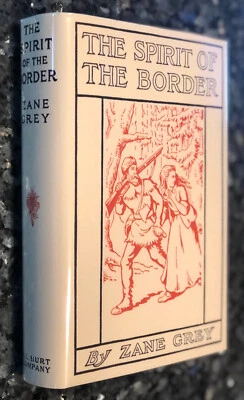 THE
SPIRIT
OF THE
BORDER
ZANE
GREY
BURT
COMPANY
THE SPIRIT OF
THE BORDER
By ZANE GREY